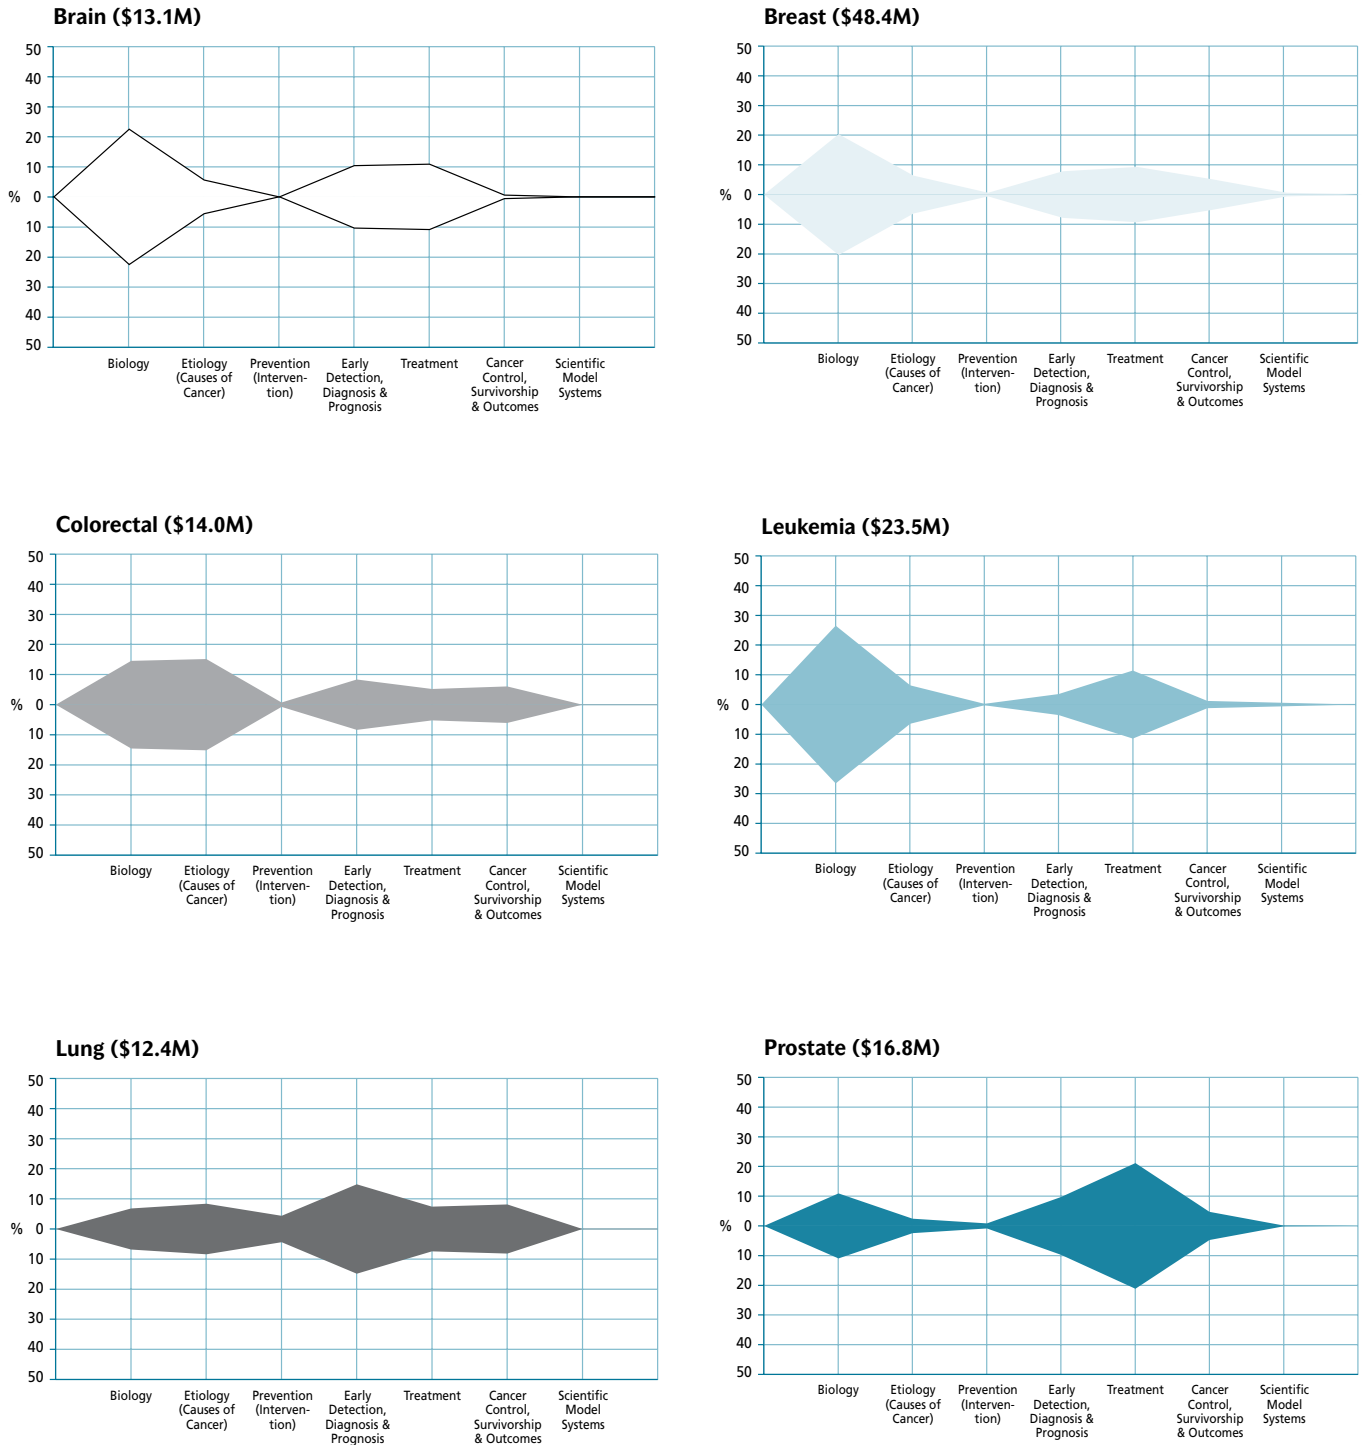 Brain ($13.1M)
50
40
30
20
10
% 0
10
20
30
40
50
Biology
Etiology
(Causes of
Cancer)
Prevention
(Interven-
tion)
Early
Detection,
Diagnosis &
Prognosis
Treatment
Cancer
Control,
Survivorship
& Outcomes
Scientific
Model
Systems
Breast ($48.4M)
50
40
30
20
10
% 0
10
20
30
40
50
Biology
Etiology
(Causes of
Cancer)
Prevention
(Interven-
tion)
Early
Detection,
Diagnosis &
Prognosis
Treatment
Cancer
Control,
Survivorship
& Outcomes
Scientific
Model
Systems
Colorectal ($14.0M)
50
40
30
20
10
% 0
10
20
30
40
50
Biology
Etiology
(Causes of
Cancer)
Prevention
(Interven-
tion)
Early
Detection,
Diagnosis &
Prognosis
Treatment
Cancer
Control,
Survivorship
& Outcomes
Scientific
Model
Systems
Leukemia ($23.5M)
50
40
30
20
10
% 0
10
20
30
40
50
Biology
Etiology
(Causes of
Cancer)
Prevention
(Interven-
tion)
Early
Detection,
Diagnosis &
Prognosis
Treatment
Cancer
Control,
Survivorship
& Outcomes
Scientific
Model
Systems
Lung ($12.4M)
50
40
30
20
10
% 0
10
20
30
40
50
Biology
Etiology
(Causes of
Cancer)
Prevention
(Interven-
tion)
Early
Detection,
Diagnosis &
Prognosis
Treatment
Cancer
Control,
Survivorship
& Outcomes
Scientific
Model
Systems
Prostate ($16.8M)
50
40
30
20
10
% 0
10
20
30
40
50
Biology
Etiology
(Causes of
Cancer)
Prevention
(Interven-
tion)
Early
Detection,
Diagnosis &
Prognosis
Treatment
Cancer
Control,
Survivorship
& Outcomes
Scientific
Model
Systems